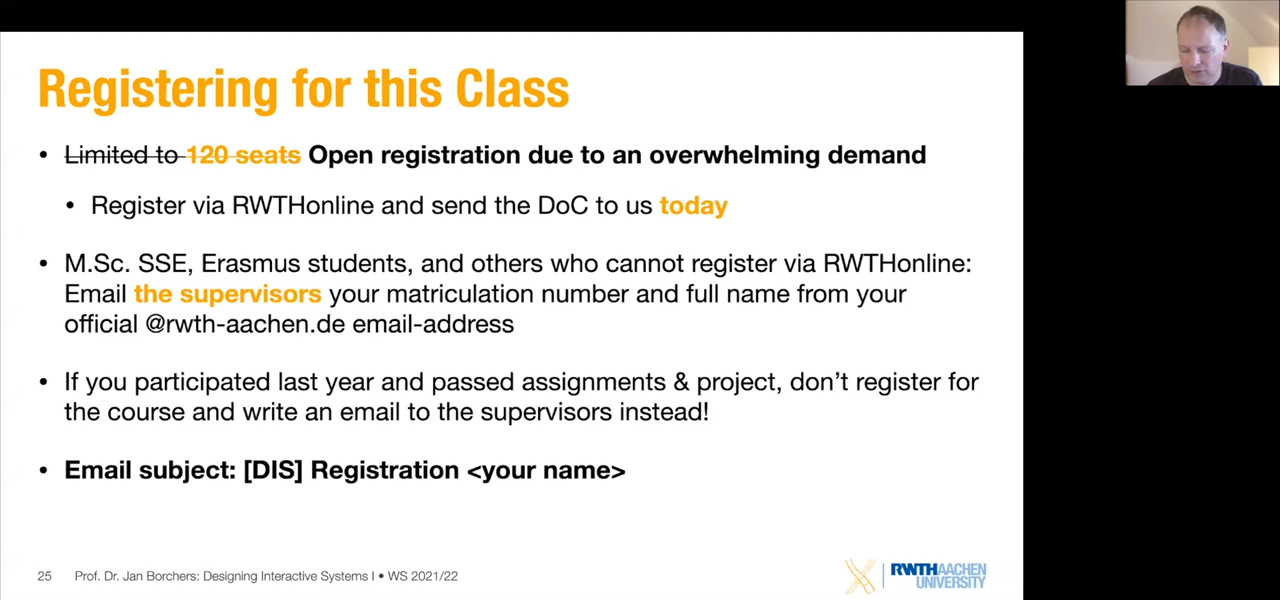 Registering for this Class
• Limited to 120 seats Open registration due to an overwhelming demand
• Register via RWTHonline and send the DoC to us today
• M.Sc. SSE, Erasmus students, and others who cannot register via RWTHonline:
Email the supervisors your matriculation number and full name from your
official @rwth-aachen.de email-address
• If you participated last year and passed assignments & project, don’t register for
the course and write an email to the supervisors instead!
• Email subject: [DIS] Registration <your name>
25 Prof. Dr. Jan Borchers: Designing Interactive Systems I • WS 2021/22
RWTHAACHEN
UNIVERSITY